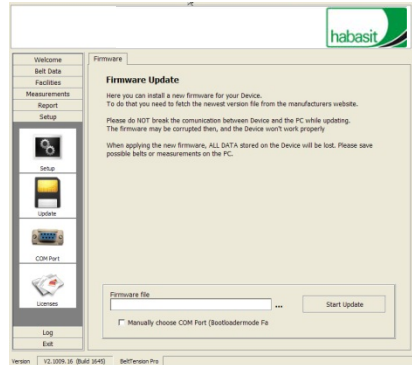 habasit
Welcome
Belt Data
Facilities
Measurements
Report
Setup
Setup
Update
COM Port
Licenses
Log
Exit
Firmware
Firmware Update
Here you can install a new firmware for your Device.
To do that you need to fetch the newest version file from the manufacturers website.
Please do NOT break the comunication between Device and the PC while updating.
The firmware may be corrupted then, and the Device won't work properly
When applying the new firmware, ALL DATA stored on the Device will be lost. Please save
possible belts or measurements on the PC.
Firmware file
...
Start Update
Manually choose COM Port (Bootloadermode Fa
Version V2.1009.16 (Build 1645) BeltTension Pro